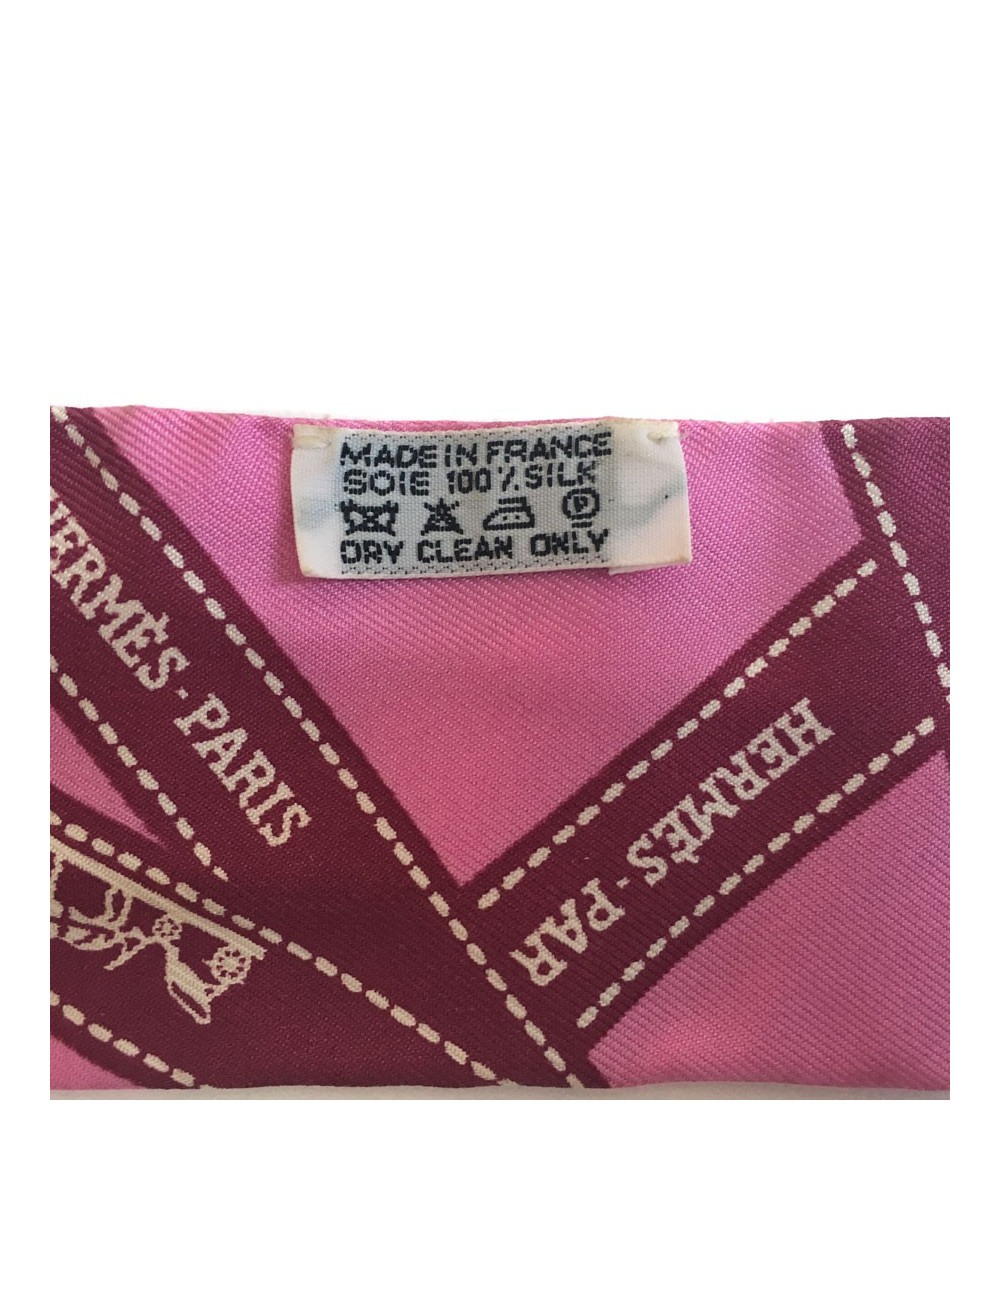 MADE IN FRANCE
SOIE 100% SILK
P
DRY CLEAN ONLY
HERMÈS-PARIS
HERMÈS-PAR